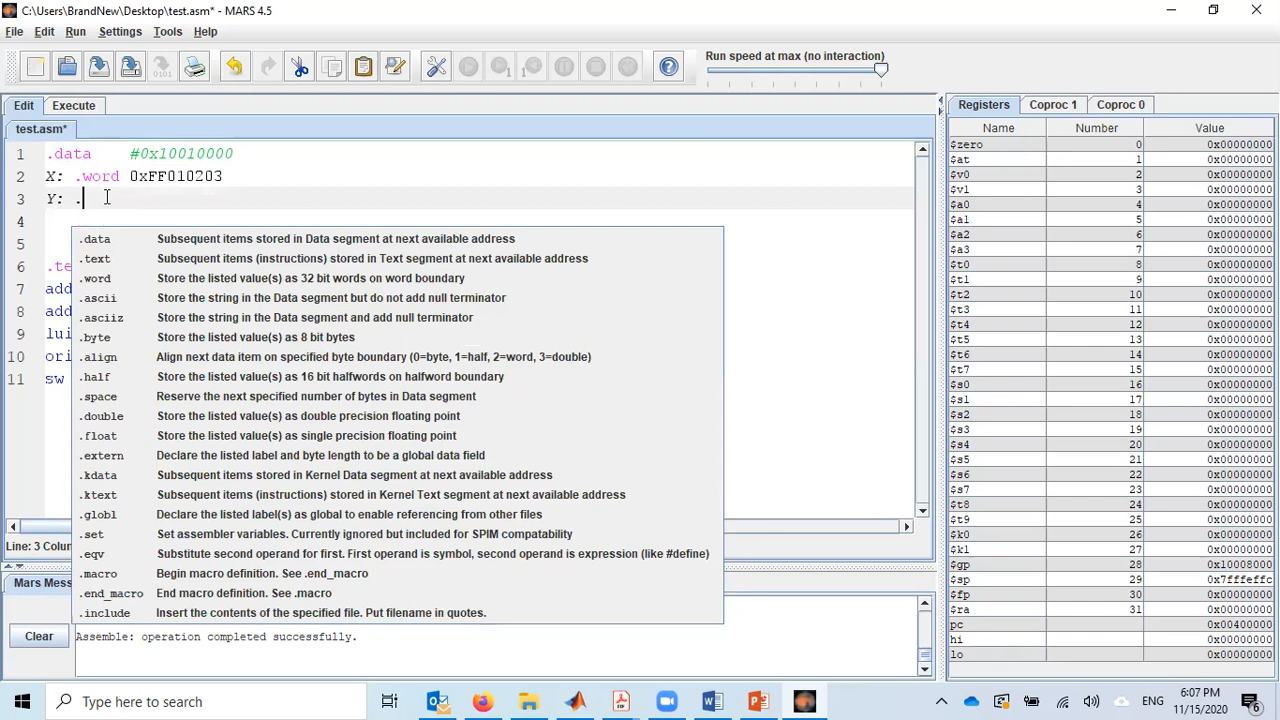 C:\Users\BrandNew\Desktop\test.asm* - MARS 4.5
File Edit Run Settings Tools Help
Run speed at max (no interaction)
Edit Execute
test.asm*
1 .data #0x10010000
2 X: .word 0xFF010203
3 Y: .
4
5
6 .te
7 add
8 add
9 lui
10 ori
11 sw
.data Subsequent items stored in Data segment at next available address
.text Subsequent items (instructions) stored in Text segment at next available address
.word Store the listed value(s) as 32 bit words on word boundary
.ascii Store the string in the Data segment but do not add null terminator
.asciiz Store the string in the Data segment and add null terminator
.byte Store the listed value(s) as 8 bit bytes
.align Align next data item on specified byte boundary (0=byte, 1=half, 2=word, 3=double)
.half Store the listed value(s) as 16 bit halfwords on halfword boundary
.space Reserve the next specified number of bytes in Data segment
.double Store the listed value(s) as double precision floating point
.float Store the listed value(s) as single precision floating point
.extern Declare the listed label and byte length to be a global data field
.kdata Subsequent items stored in Kernel Data segment at next available address
.ktext Subsequent items (instructions) stored in Kernel Text segment at next available address
.globl Declare the listed label(s) as global to enable referencing from other files
.set Set assembler variables. Currently ignored but included for SPIM compatability
.eqv Substitute second operand for first. First operand is symbol, second operand is expression (like #define)
.macro Begin macro definition. See .end_macro
.end_macro End macro definition. See .macro
.include Insert the contents of the specified file. Put filename in quotes.
Line: 3 Colun
Mars Mess
Clear
Assemble: operation completed successfully.
Registers Coproc 1 Coproc 0
Name Number Value
$zero 0 0x00000000
$at 1 0x00000000
$v0 2 0x00000000
$v1 3 0x00000000
$a0 4 0x00000000
$a1 5 0x00000000
$a2 6 0x00000000
$a3 7 0x00000000
$t0 8 0x00000000
$t1 9 0x00000000
$t2 10 0x00000000
$t3 11 0x00000000
$t4 12 0x00000000
$t5 13 0x00000000
$t6 14 0x00000000
$t7 15 0x00000000
$s0 16 0x00000000
$s1 17 0x00000000
$s2 18 0x00000000
$s3 19 0x00000000
$s4 20 0x00000000
$s5 21 0x00000000
$s6 22 0x00000000
$s7 23 0x00000000
$t8 24 0x00000000
$t9 25 0x00000000
$k0 26 0x00000000
$k1 27 0x00000000
$gp 28 0x10008000
$sp 29 0x7fffeffc
$fp 30 0x00000000
$ra 31 0x00000000
pc 0x00400000
hi 0x00000000
lo 0x00000000
Type here to search
ENG
6:07 PM
11/15/2020
6